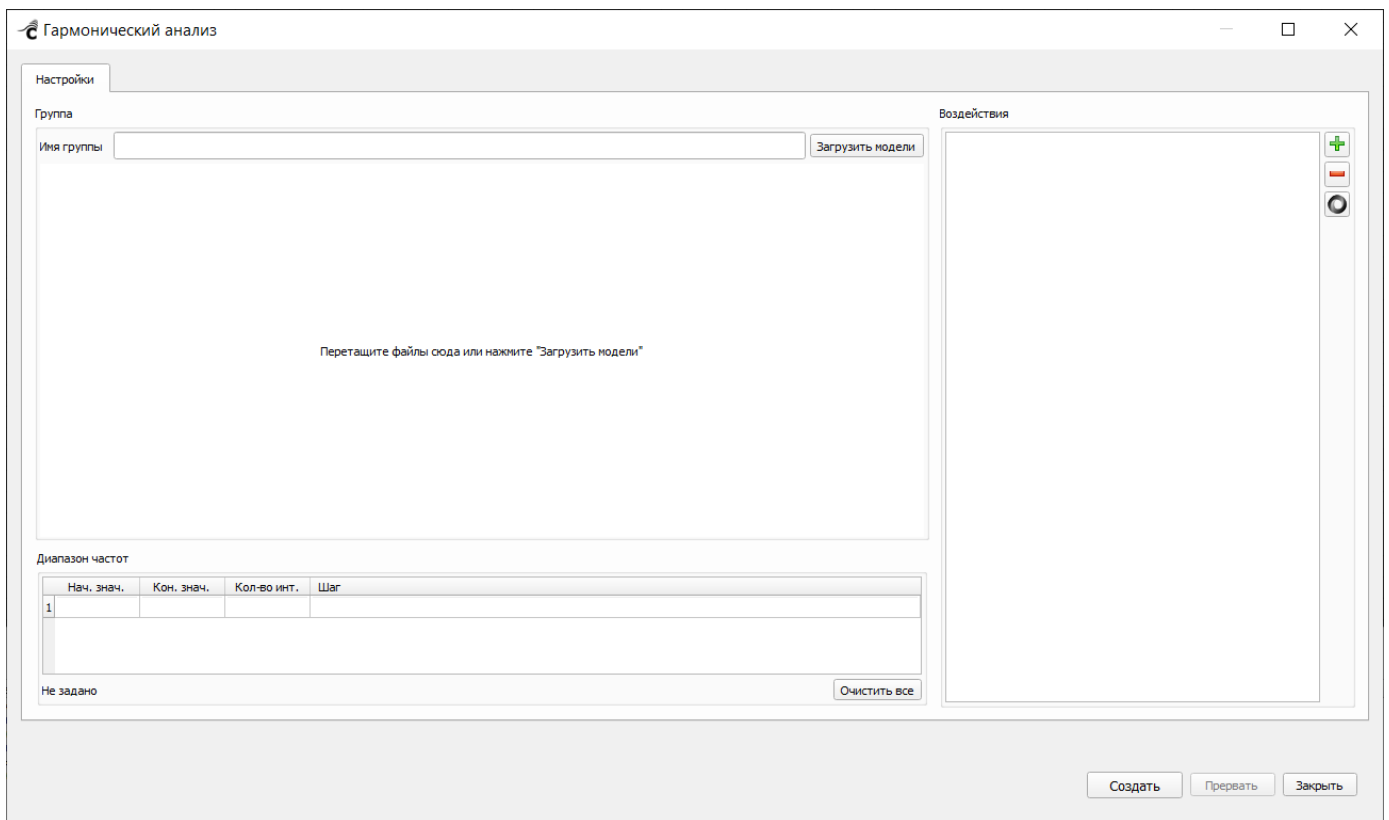 Гармонический анализ
Настройки
Группа
Имя группы
Загрузить модели
Перетащите файлы сюда или нажмите "Загрузить модели"
Диапазон частот
Нач. знач. Кон. знач. Кол-во инт. Шаг
1
Не задано
Очистить все
Воздействия
Создать Прервать Закрыть